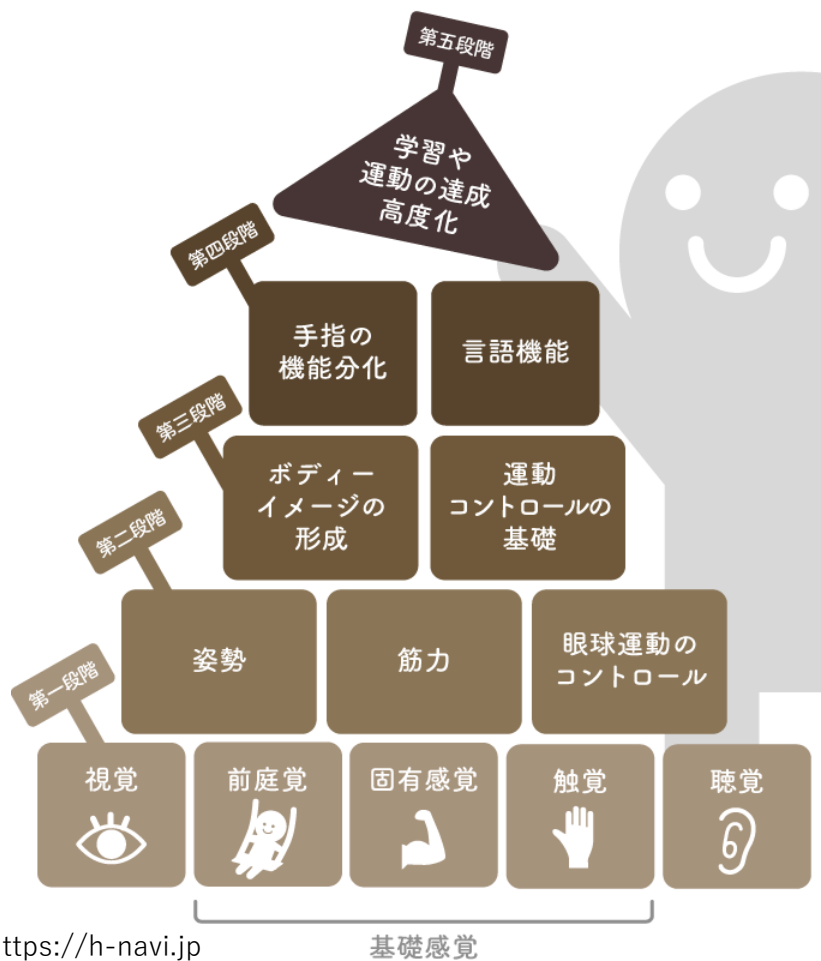 第五段階
学習や
運動の達成
高度化
第四段階
手指の
機能分化
言語機能
第三段階
ボディー
イメージの
形成
運動
コントロールの
基礎
第二段階
姿勢
筋力
眼球運動の
コントロール
第一段階
視覚
前庭覚
固有感覚
触覚
聴覚
ttps://h-navi.jp
基礎感覚